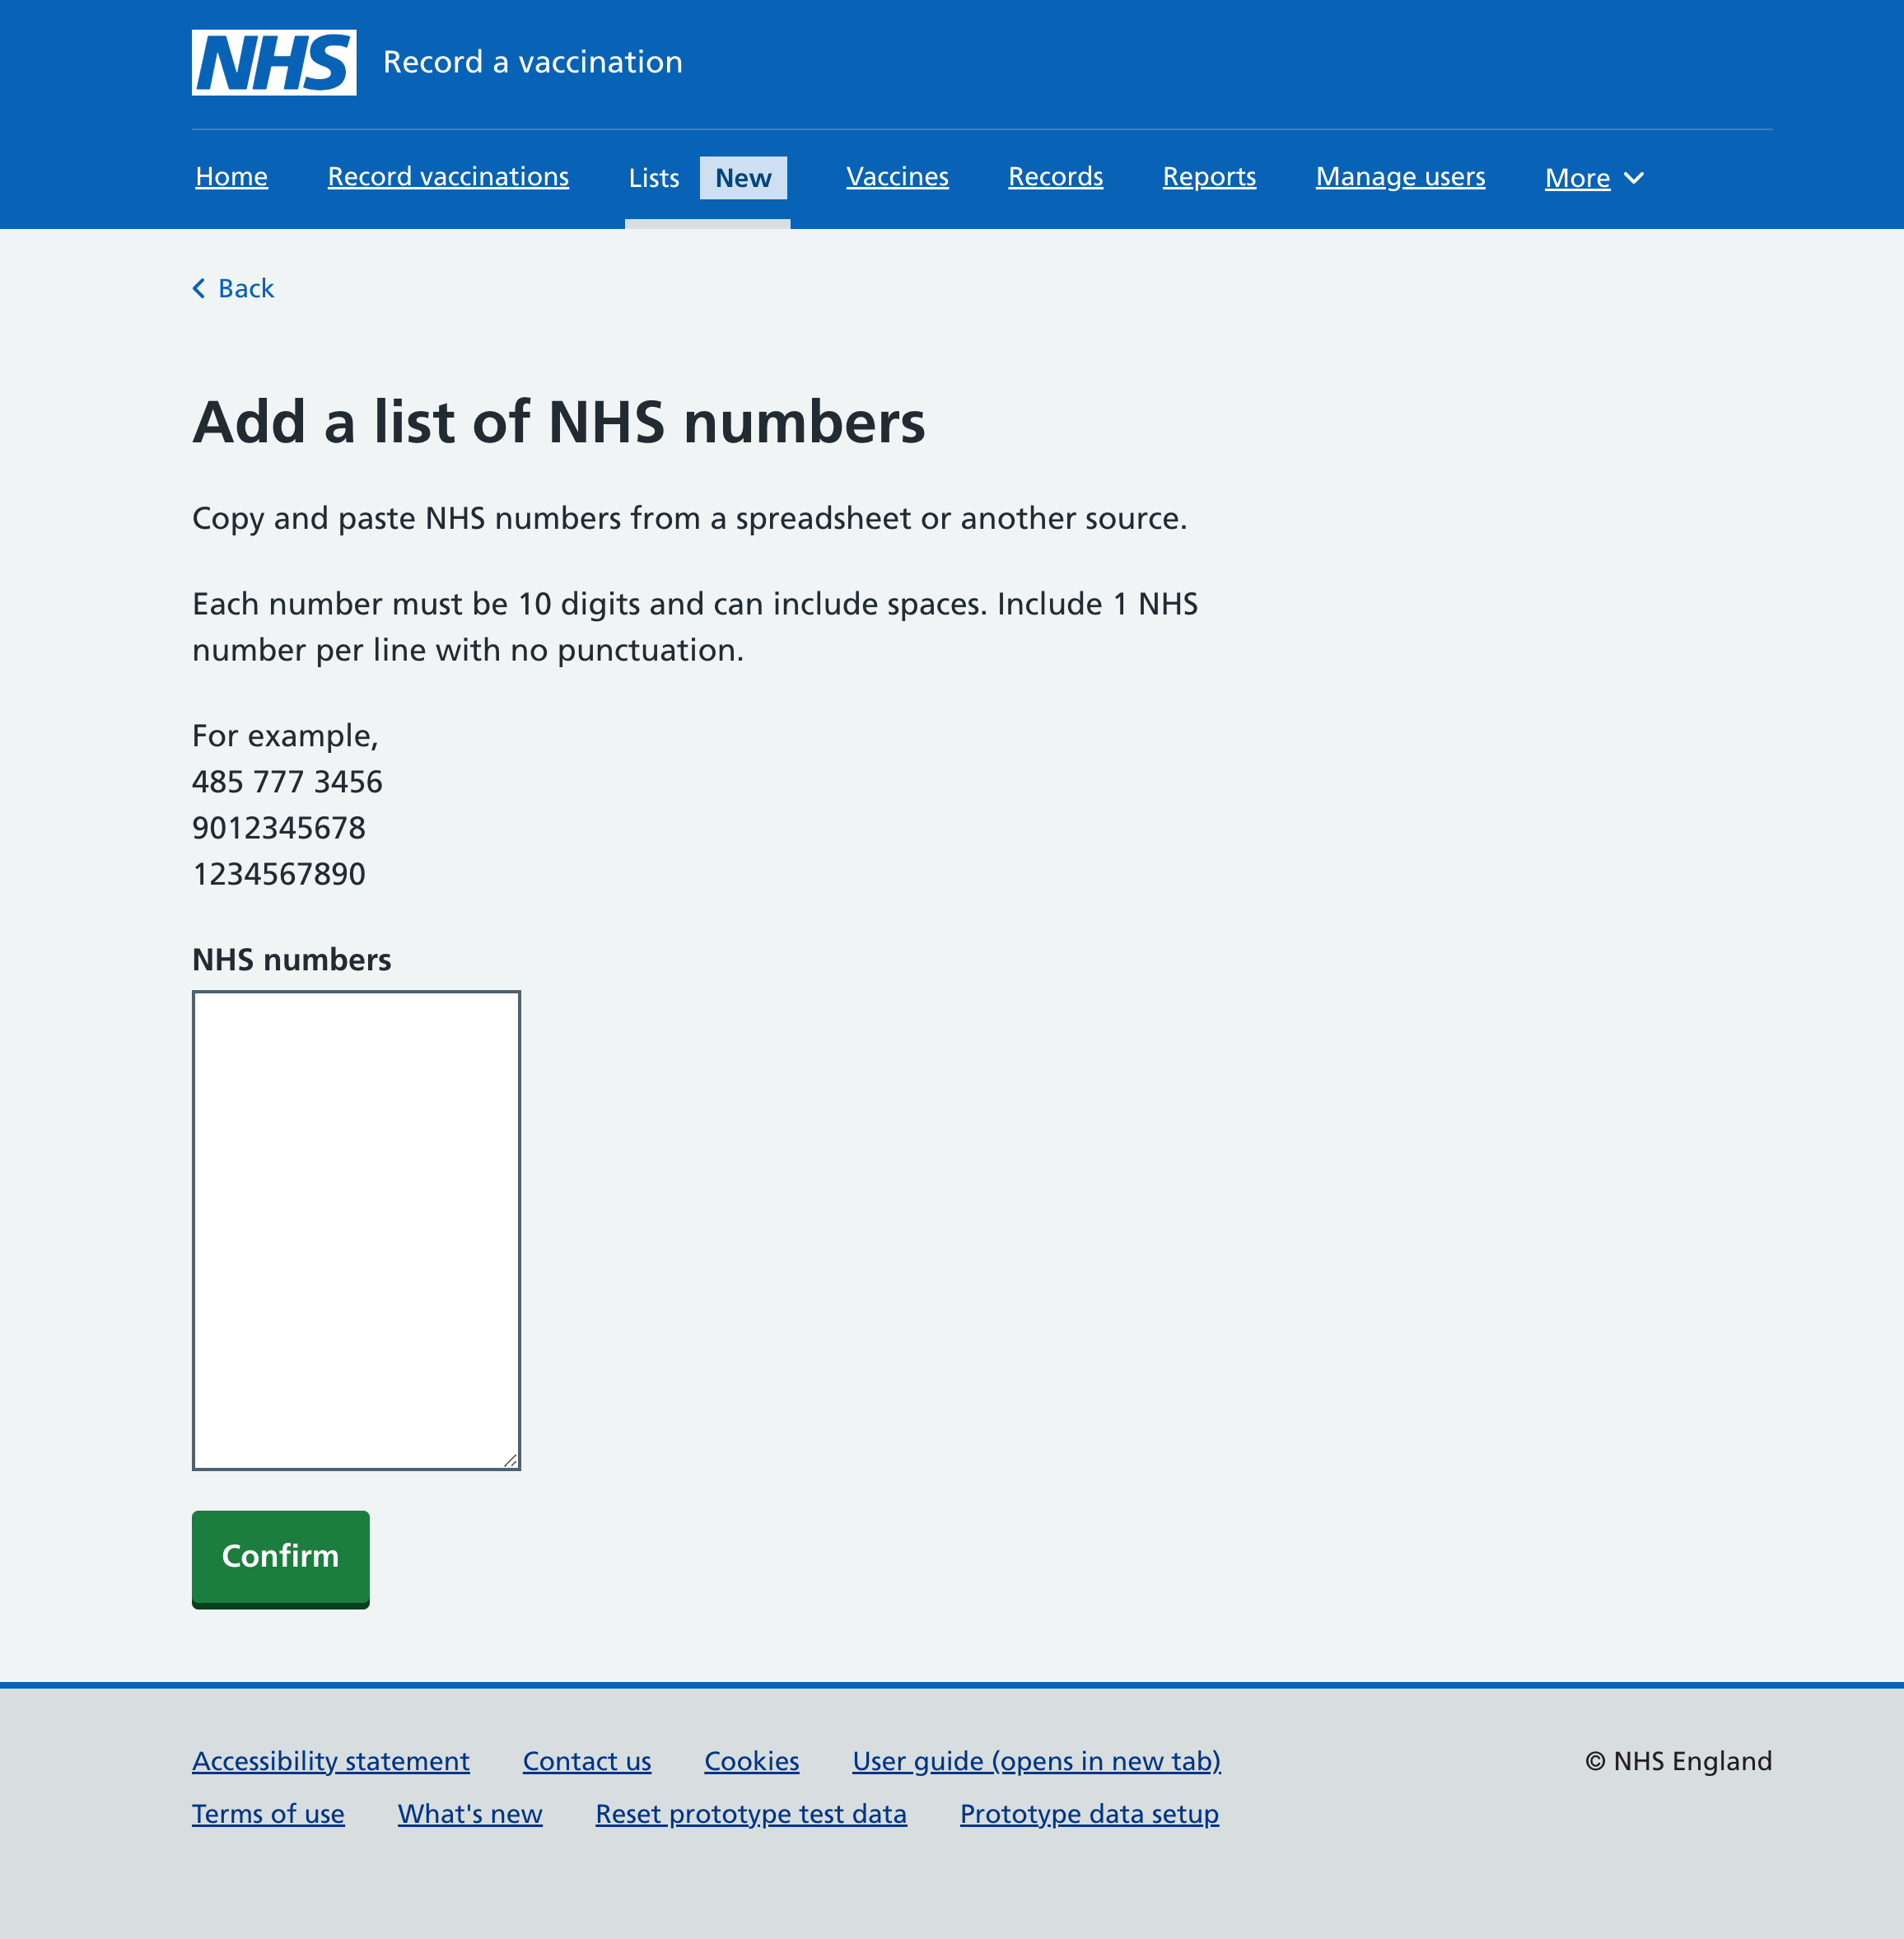 NHS Record a vaccination
Home Record vaccinations Lists New Vaccines Records Reports Manage users More
Back
Add a list of NHS numbers
Copy and paste NHS numbers from a spreadsheet or another source.
Each number must be 10 digits and can include spaces. Include 1 NHS
number per line with no punctuation.
For example,
485 777 3456
9012345678
1234567890
NHS numbers
Confirm
Accessibility statement Contact us Cookies User guide (opens in new tab) © NHS England
Terms of use What's new Reset prototype test data Prototype data setup